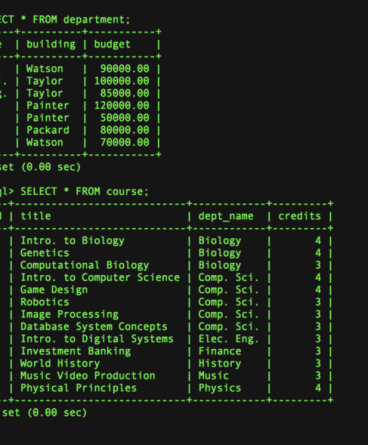 ECT * FROM department;
--+----------+-----------+
e | building | budget |
--+----------+-----------+
| Watson | 90000.00 |
. | Taylor | 100000.00 |
g. | Taylor | 85000.00 |
| Painter | 120000.00 |
| Painter | 50000.00 |
| Packard | 80000.00 |
| Watson | 70000.00 |
--+----------+-----------+
set (0.00 sec)
ql> SELECT * FROM course;
--+----------------------------+------------+---------+
d | title | dept_name | credits |
--+----------------------------+------------+---------+
| Intro. to Biology | Biology | 4 |
| Genetics | Biology | 4 |
| Computational Biology | Biology | 3 |
| Intro. to Computer Science | Comp. Sci. | 4 |
| Game Design | Comp. Sci. | 4 |
| Robotics | Comp. Sci. | 3 |
| Image Processing | Comp. Sci. | 3 |
| Database System Concepts | Comp. Sci. | 3 |
| Intro. to Digital Systems | Elec. Eng. | 3 |
| Investment Banking | Finance | 3 |
| World History | History | 3 |
| Music Video Production | Music | 3 |
| Physical Principles | Physics | 4 |
--+----------------------------+------------+---------+
set (0.00 sec)